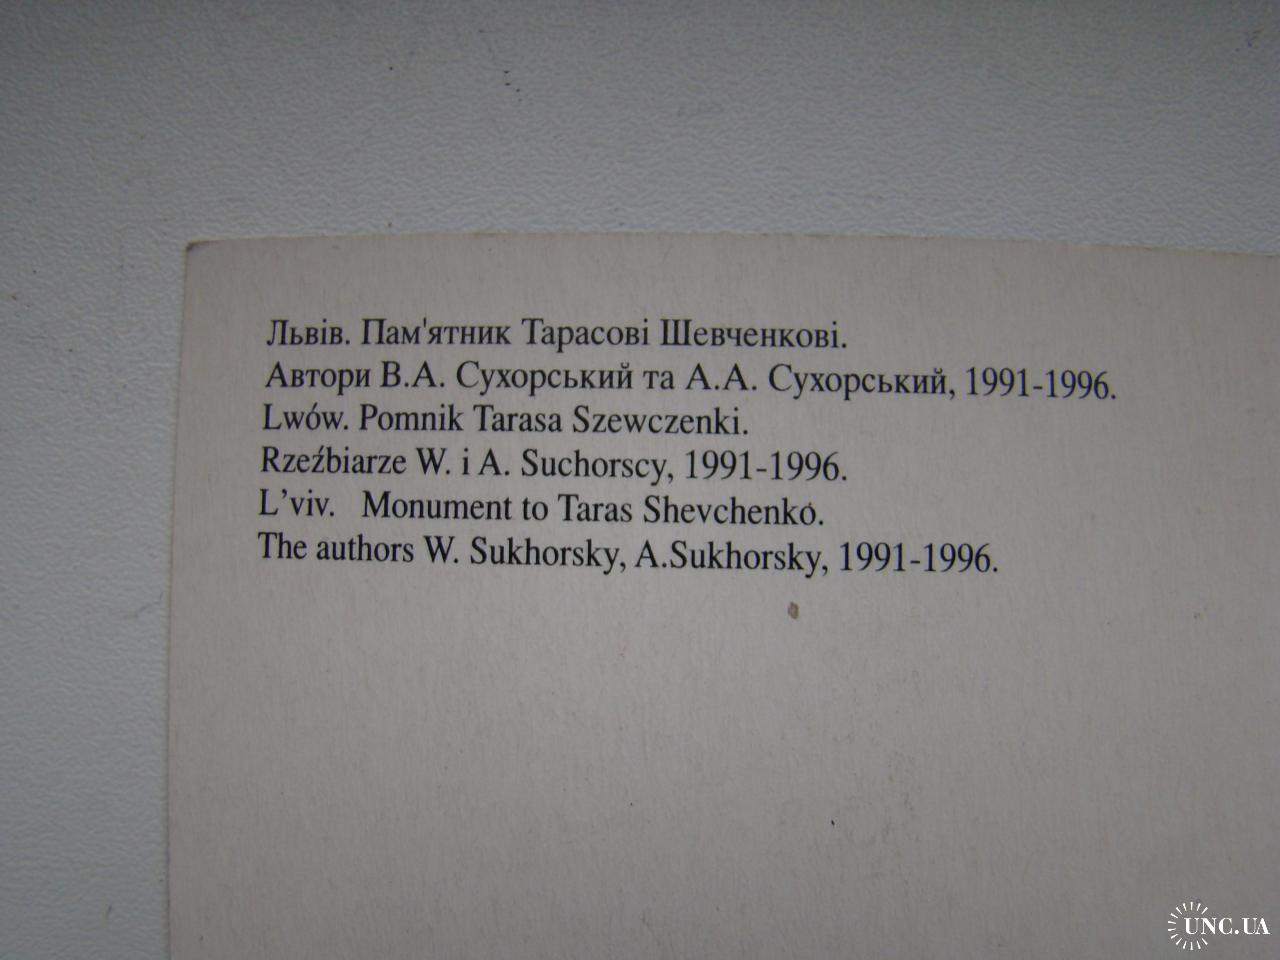 Львів. Пам'ятник Тарасові Шевченкові.
Автори В.А. Сухорський та А.А. Сухорський, 1991-1996.
Lwów. Pomnik Tarasa Szewczenki.
Rzeźbiarze W. i A. Suchorscy, 1991-1996.
L'viv. Monument to Taras Shevchenko.
The authors W. Sukhorsky, A.Sukhorsky, 1991-1996.
UNC.UA